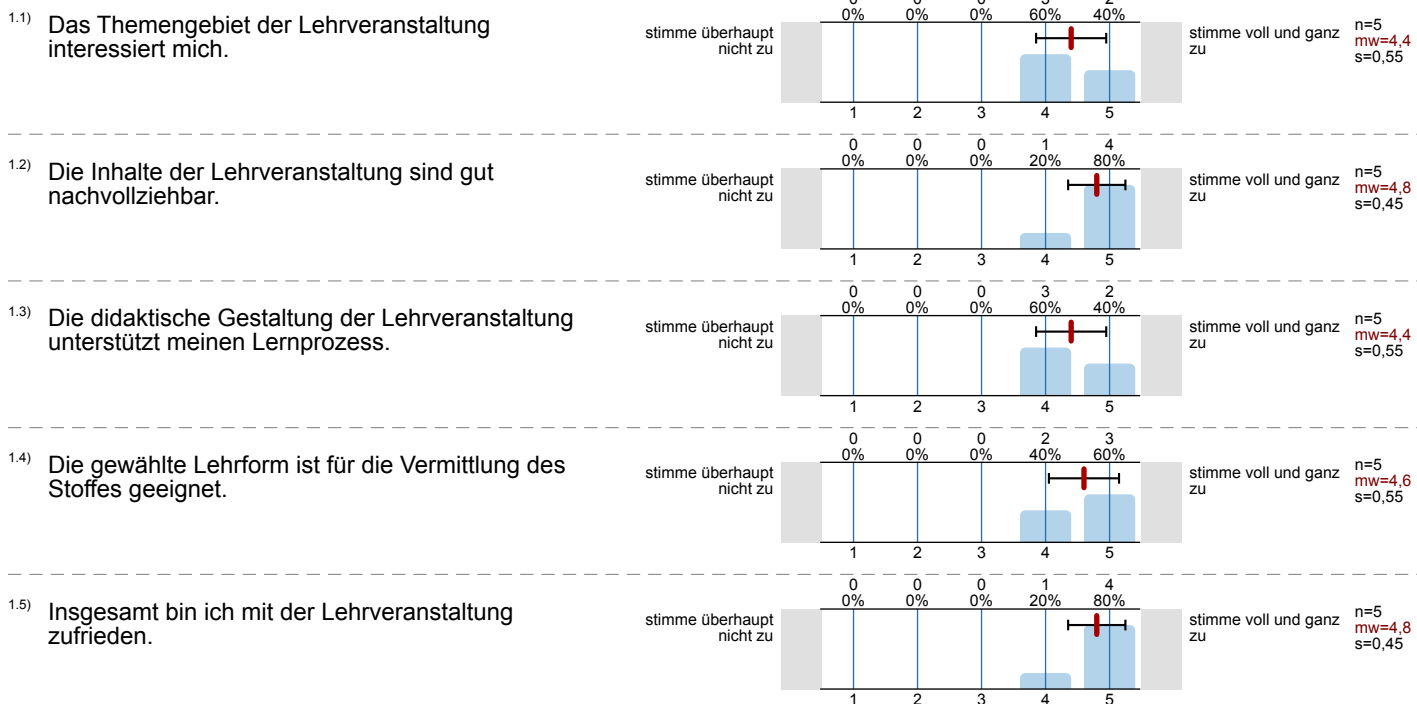 0 0 0 3 2
0% 0% 0% 60% 40%
1.1) Das Themengebiet der Lehrveranstaltung
interessiert mich.
stimme überhaupt
nicht zu
stimme voll und ganz
zu
n=5
mw=4,4
s=0,55
1 2 3 4 5
0 0 0 1 4
0% 0% 0% 20% 80%
1.2) Die Inhalte der Lehrveranstaltung sind gut
nachvollziehbar.
stimme überhaupt
nicht zu
stimme voll und ganz
zu
n=5
mw=4,8
s=0,45
1 2 3 4 5
0 0 0 3 2
0% 0% 0% 60% 40%
1.3) Die didaktische Gestaltung der Lehrveranstaltung
unterstützt meinen Lernprozess.
stimme überhaupt
nicht zu
stimme voll und ganz
zu
n=5
mw=4,4
s=0,55
1 2 3 4 5
0 0 0 2 3
0% 0% 0% 40% 60%
1.4) Die gewählte Lehrform ist für die Vermittlung des
Stoffes geeignet.
stimme überhaupt
nicht zu
stimme voll und ganz
zu
n=5
mw=4,6
s=0,55
1 2 3 4 5
0 0 0 1 4
0% 0% 0% 20% 80%
1.5) Insgesamt bin ich mit der Lehrveranstaltung
zufrieden.
stimme überhaupt
nicht zu
stimme voll und ganz
zu
n=5
mw=4,8
s=0,45
1 2 3 4 5